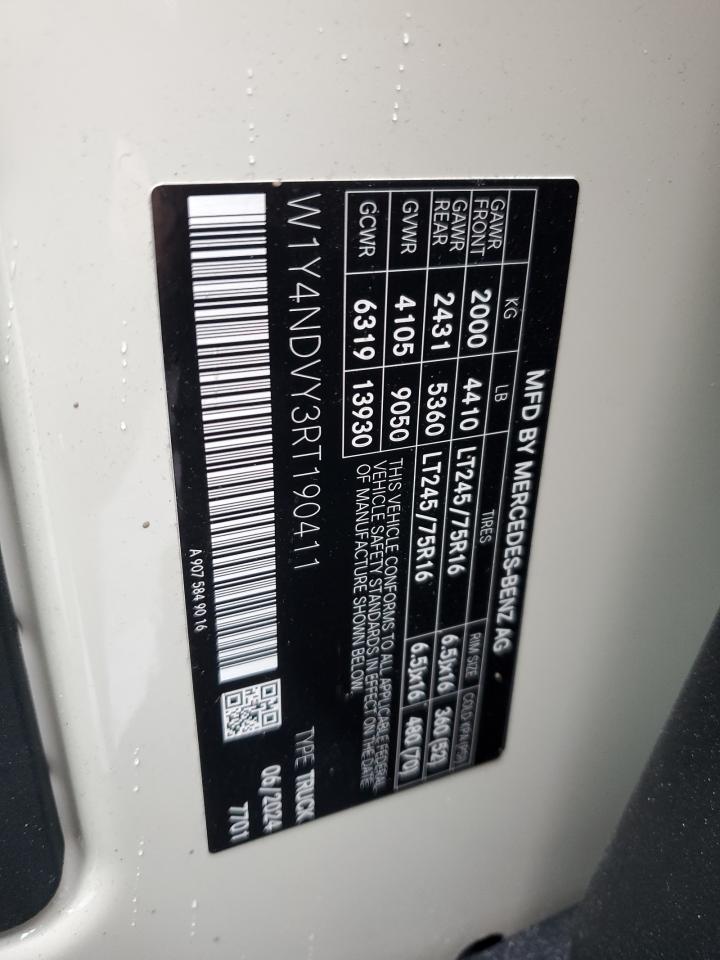 MFD BY MERCEDES-BENZ AG
KG LB TIRES RIM SIZE COLD kPa (PSI)
GAWR FRONT 2000 4410 LT245/75R16 6.5Jx16 360 (52)
GAWR REAR 2431 5360 LT245/75R16 6.5Jx16 480 (70)
GVWR 4105 9050
GCWR 6319 13930
THIS VEHICLE CONFORMS TO ALL APPLICABLE FEDERAL
VEHICLE SAFETY STANDARDS IN EFFECT ON THE DATE
OF MANUFACTURE SHOWN BELOW.
W1Y4NDVY3RT190411
TYPE TRUCK
06/2024
7701
A 907 584 90 16